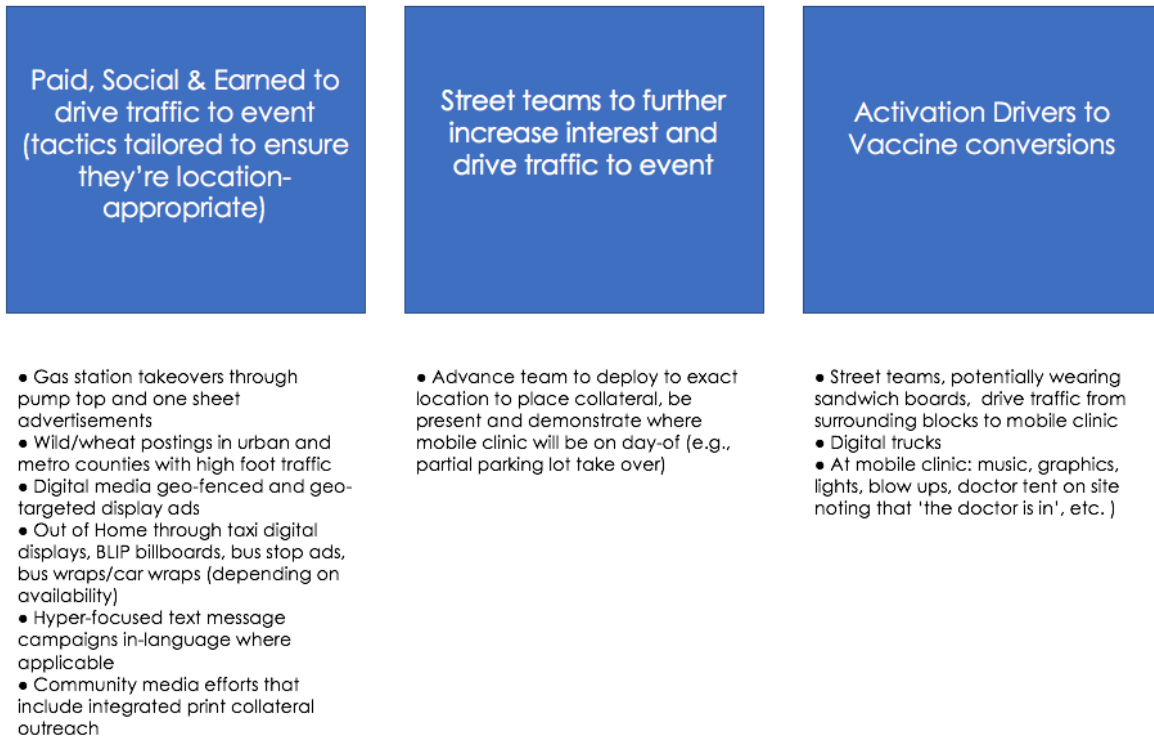 Paid, Social & Earned to
drive traffic to event
(tactics tailored to ensure
they’re location-
appropriate)
Street teams to further
increase interest and
drive traffic to event
Activation Drivers to
Vaccine conversions
● Gas station takeovers through
pump top and one sheet
advertisements
● Wild/wheat postings in urban and
metro counties with high foot traffic
● Digital media geo-fenced and geo-
targeted display ads
● Out of Home through taxi digital
displays, BLIP billboards, bus stop ads,
bus wraps/car wraps (depending on
availability)
● Hyper-focused text message
campaigns in-language where
applicable
● Community media efforts that
include integrated print collateral
outreach
● Advance team to deploy to exact
location to place collateral, be
present and demonstrate where
mobile clinic will be on day-of (e.g.,
partial parking lot take over)
● Street teams, potentially wearing
sandwich boards,  drive traffic from
surrounding blocks to mobile clinic
● Digital trucks
● At mobile clinic: music, graphics,
lights, blow ups, doctor tent on site
noting that ‘the doctor is in’, etc. )